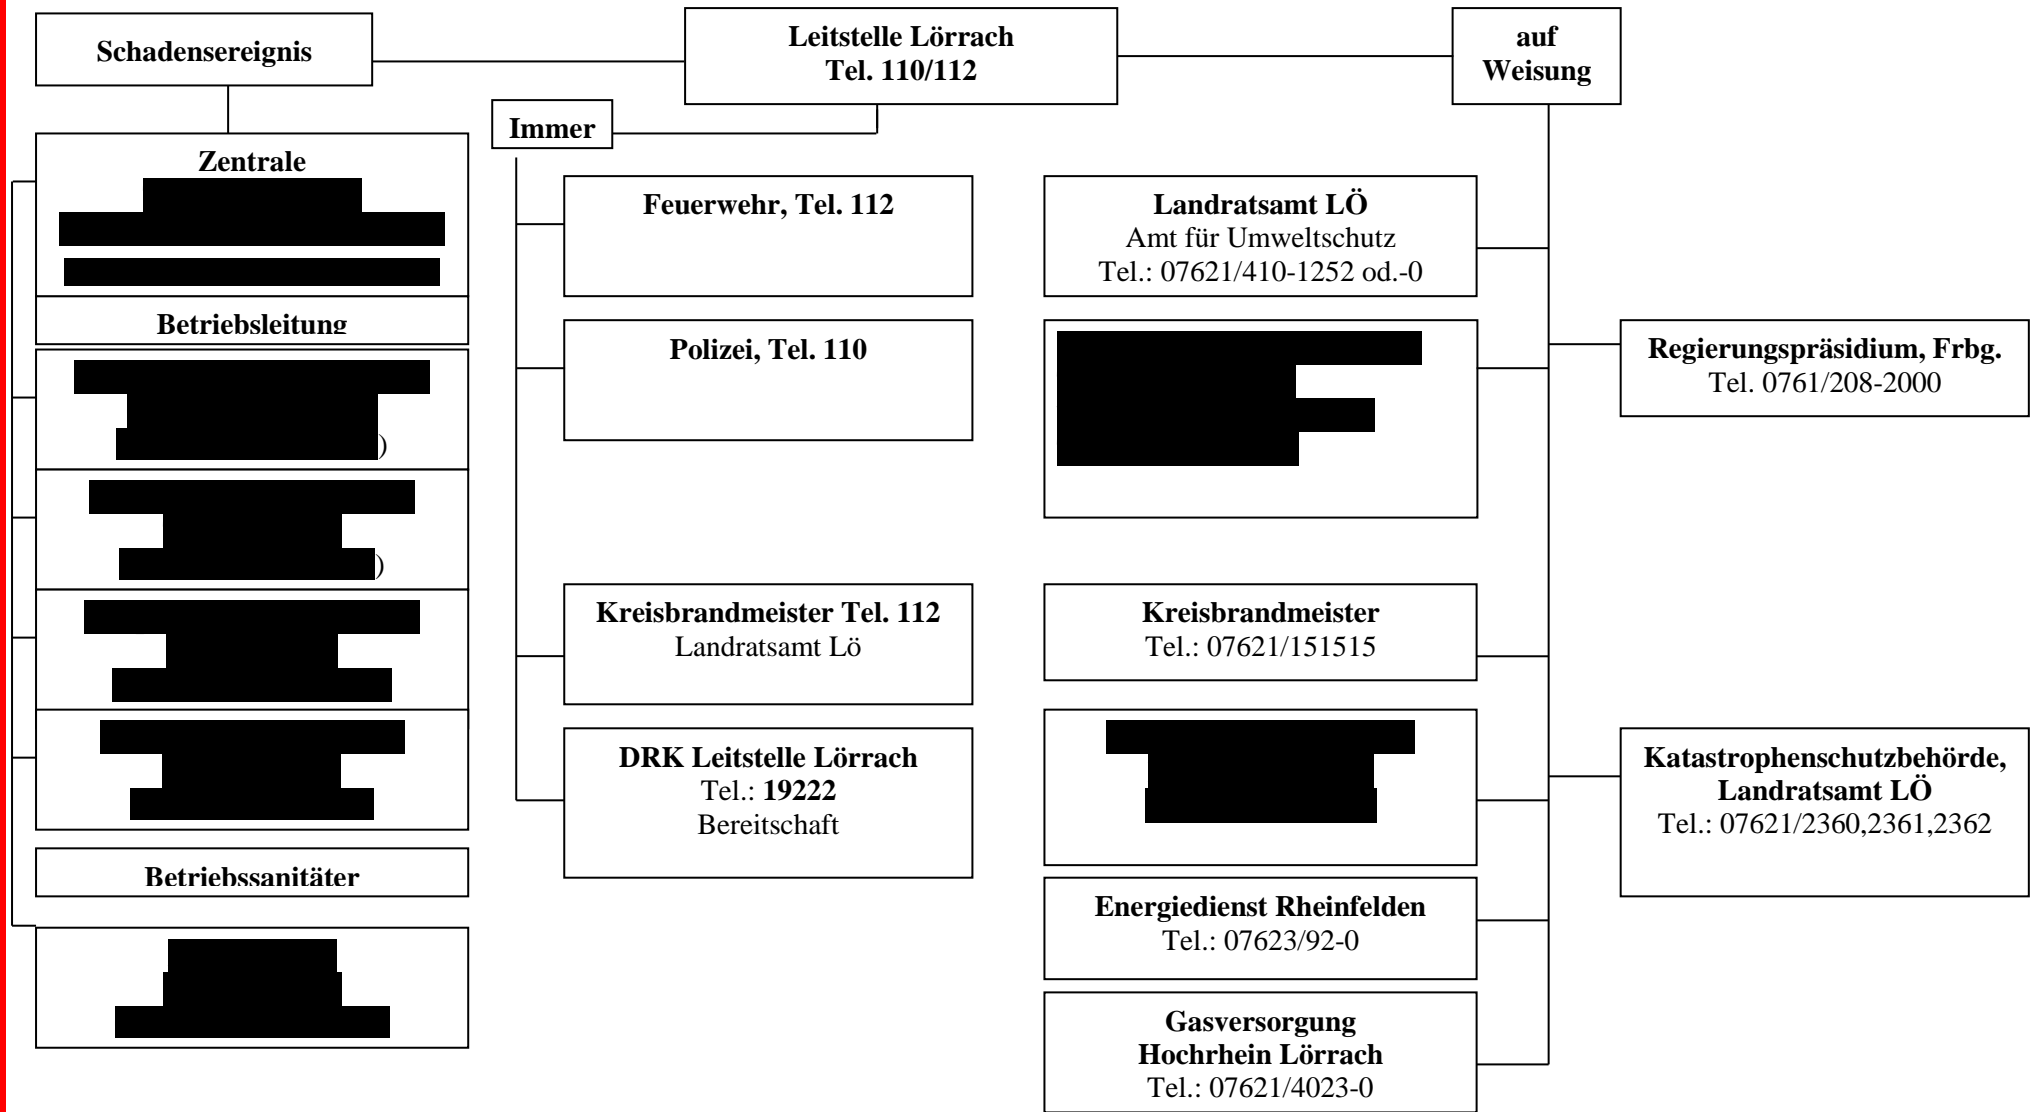 Schadensereignis
Leitstelle Lörrach
Tel. 110/112
auf
Weisung
Zentrale
Betriebsleitung
)
)
Betriebssanitäter
Immer
Feuerwehr, Tel. 112
Polizei, Tel. 110
Kreisbrandmeister Tel. 112
Landratsamt Lö
DRK Leitstelle Lörrach
Tel.: 19222
Bereitschaft
Landratsamt LÖ
Amt für Umweltschutz
Tel.: 07621/410-1252 od.-0
Kreisbrandmeister
Tel.: 07621/151515
Energiedienst Rheinfelden
Tel.: 07623/92-0
Gasversorgung
Hochrhein Lörrach
Tel.: 07621/4023-0
Regierungspräsidium, Frbg.
Tel. 0761/208-2000
Katastrophenschutzbehörde,
Landratsamt LÖ
Tel.: 07621/2360,2361,2362